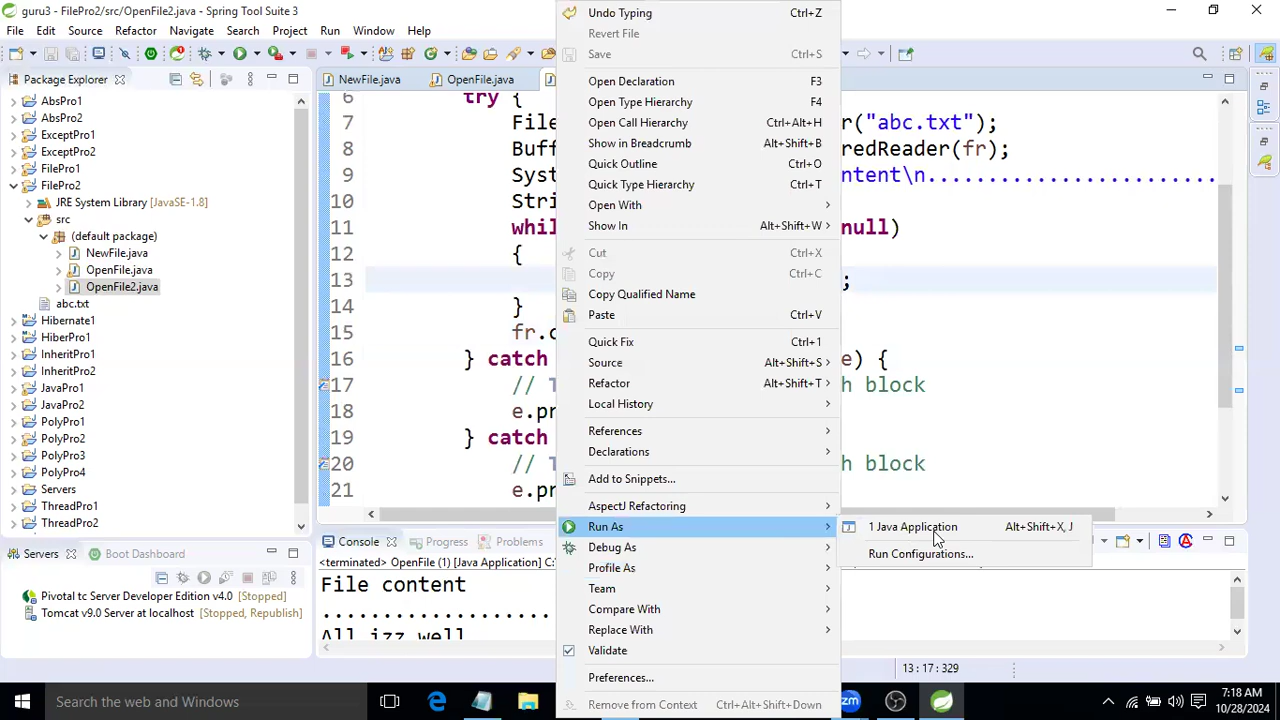 guru3 - FilePro2/src/OpenFile2.java - Spring Tool Suite 3
File Edit Source Refactor Navigate Search Project Run Window Help
Package Explorer
AbsPro1
AbsPro2
ExceptPro1
ExceptPro2
FilePro1
FilePro2
JRE System Library [JavaSE-1.8]
src
(default package)
NewFile.java
OpenFile.java
OpenFile2.java
abc.txt
Hibernate1
HiberPro1
InheritPro1
InheritPro2
JavaPro1
JavaPro2
PolyPro1
PolyPro2
PolyPro3
PolyPro4
Servers
ThreadPro1
ThreadPro2
Servers Boot Dashboard
Pivotal tc Server Developer Edition v4.0 [Stopped]
Tomcat v9.0 Server at localhost [Stopped, Republish]
NewFile.java OpenFile.java
6 try {
7 File r("abc.txt");
8 Buff redReader(fr);
9 Syst ntent\n........................
10 Stri
11 whil null)
12 {
13 ;
14 }
15 fr.c
16 } catch e) {
17 // T h block
18 e.pr
19 } catch
20 // T h block
21 e.pr
Undo Typing Ctrl+Z
Revert File
Save Ctrl+S
Open Declaration F3
Open Type Hierarchy F4
Open Call Hierarchy Ctrl+Alt+H
Show in Breadcrumb Alt+Shift+B
Quick Outline Ctrl+O
Quick Type Hierarchy Ctrl+T
Open With
Show In Alt+Shift+W
Cut Ctrl+X
Copy Ctrl+C
Copy Qualified Name
Paste Ctrl+V
Quick Fix Ctrl+1
Source Alt+Shift+S
Refactor Alt+Shift+T
Local History
References
Declarations
Add to Snippets...
AspectJ Refactoring
Run As
Debug As
Profile As
Team
Compare With
Replace With
Validate
Preferences...
Remove from Context Ctrl+Alt+Shift+Down
1 Java Application Alt+Shift+X, J
Run Configurations...
Console Progress Problems
<terminated> OpenFile (1) [Java Application] C:
File content
..................
All izz well
13 : 17 : 329
Search the web and Windows
zm
7:18 AM
10/28/2024